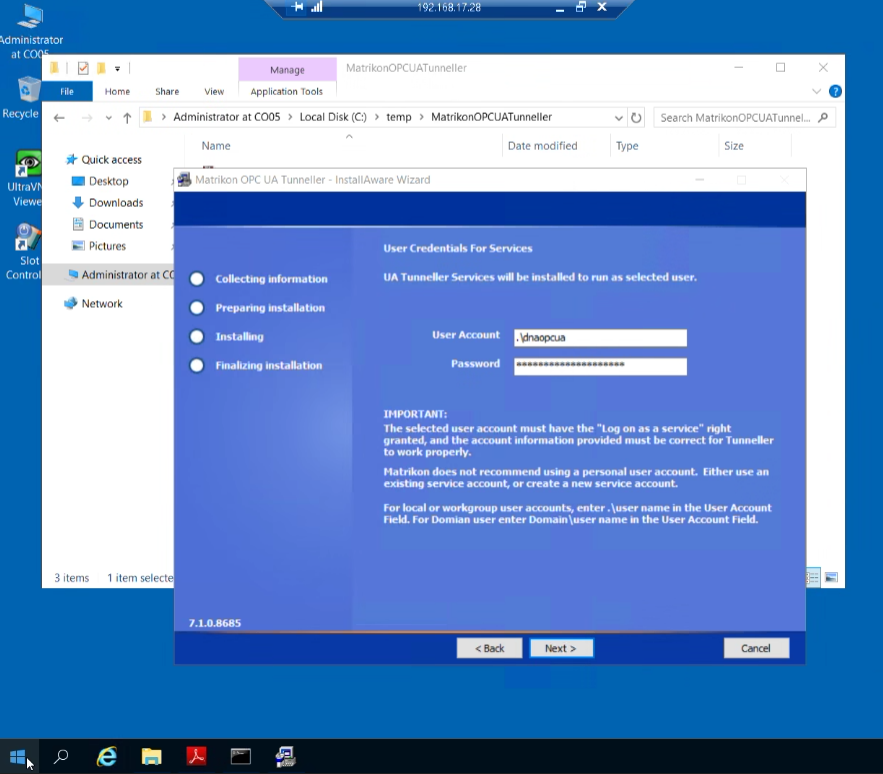 192.168.17.28
Administrator
at CO05
Recycle
UltraVN
Viewe
Slot
Control
Manage
MatrikonOPCUATunneller
File
Home
Share
View
Application Tools
Administrator at CO05 > Local Disk (C:) > temp > MatrikonOPCUATunneller
Search MatrikonOPCUATunnel...
Name
Date modified
Type
Size
Quick access
Desktop
Downloads
Documents
Pictures
Administrator at CO
Network
3 items
1 item selecte
Matrikon OPC UA Tunneller - InstallAware Wizard
Collecting information
Preparing installation
Installing
Finalizing installation
User Credentials For Services
UA Tunneller Services will be installed to run as selected user.
User Account
.\dnaopcua
Password
********************
IMPORTANT:
The selected user account must have the "Log on as a service" right
granted, and the account information provided must be correct for Tunneller
to work properly.
Matrikon does not recommend using a personal user account. Either use an
existing service account, or create a new service account.
For local or workgroup user accounts, enter .\user name in the User Account
Field. For Domian user enter Domain\user name in the User Account Field.
7.1.0.8685
< Back
Next >
Cancel